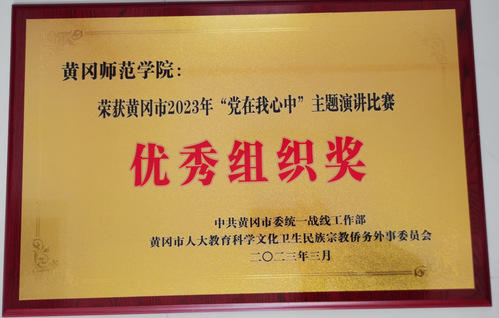 黄冈师范学院：
荣获黄冈市2023年“党在我心中”主题演讲比赛
优秀组织奖
中共黄冈市委统一战线工作部
黄冈市人大教育科学文化卫生民族宗教侨务外事委员会
二〇二三年三月